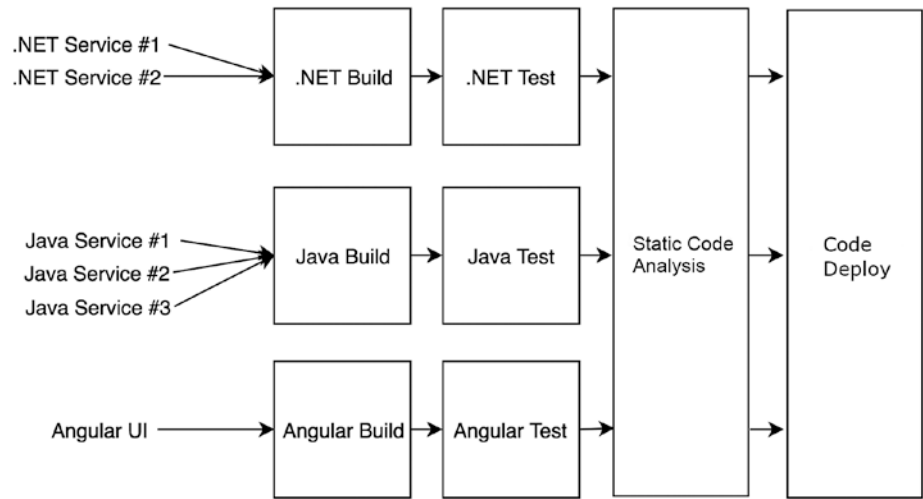 .NET Service #1
.NET Service #2
.NET Build
.NET Test
Java Service #1
Java Service #2
Java Service #3
Java Build
Java Test
Static Code
Analysis
Code
Deploy
Angular UI
Angular Build
Angular Test